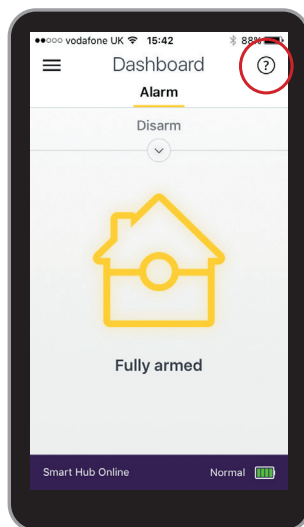 vodafone UK 15:42 88%
Dashboard ?
Alarm
Disarm
Fully armed
Smart Hub Online Normal